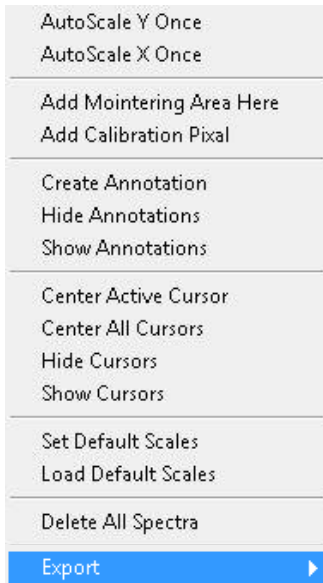 AutoScale Y Once
AutoScale X Once
Add Mointering Area Here
Add Calibration Pixal
Create Annotation
Hide Annotations
Show Annotations
Center Active Cursor
Center All Cursors
Hide Cursors
Show Cursors
Set Default Scales
Load Default Scales
Delete All Spectra
Export